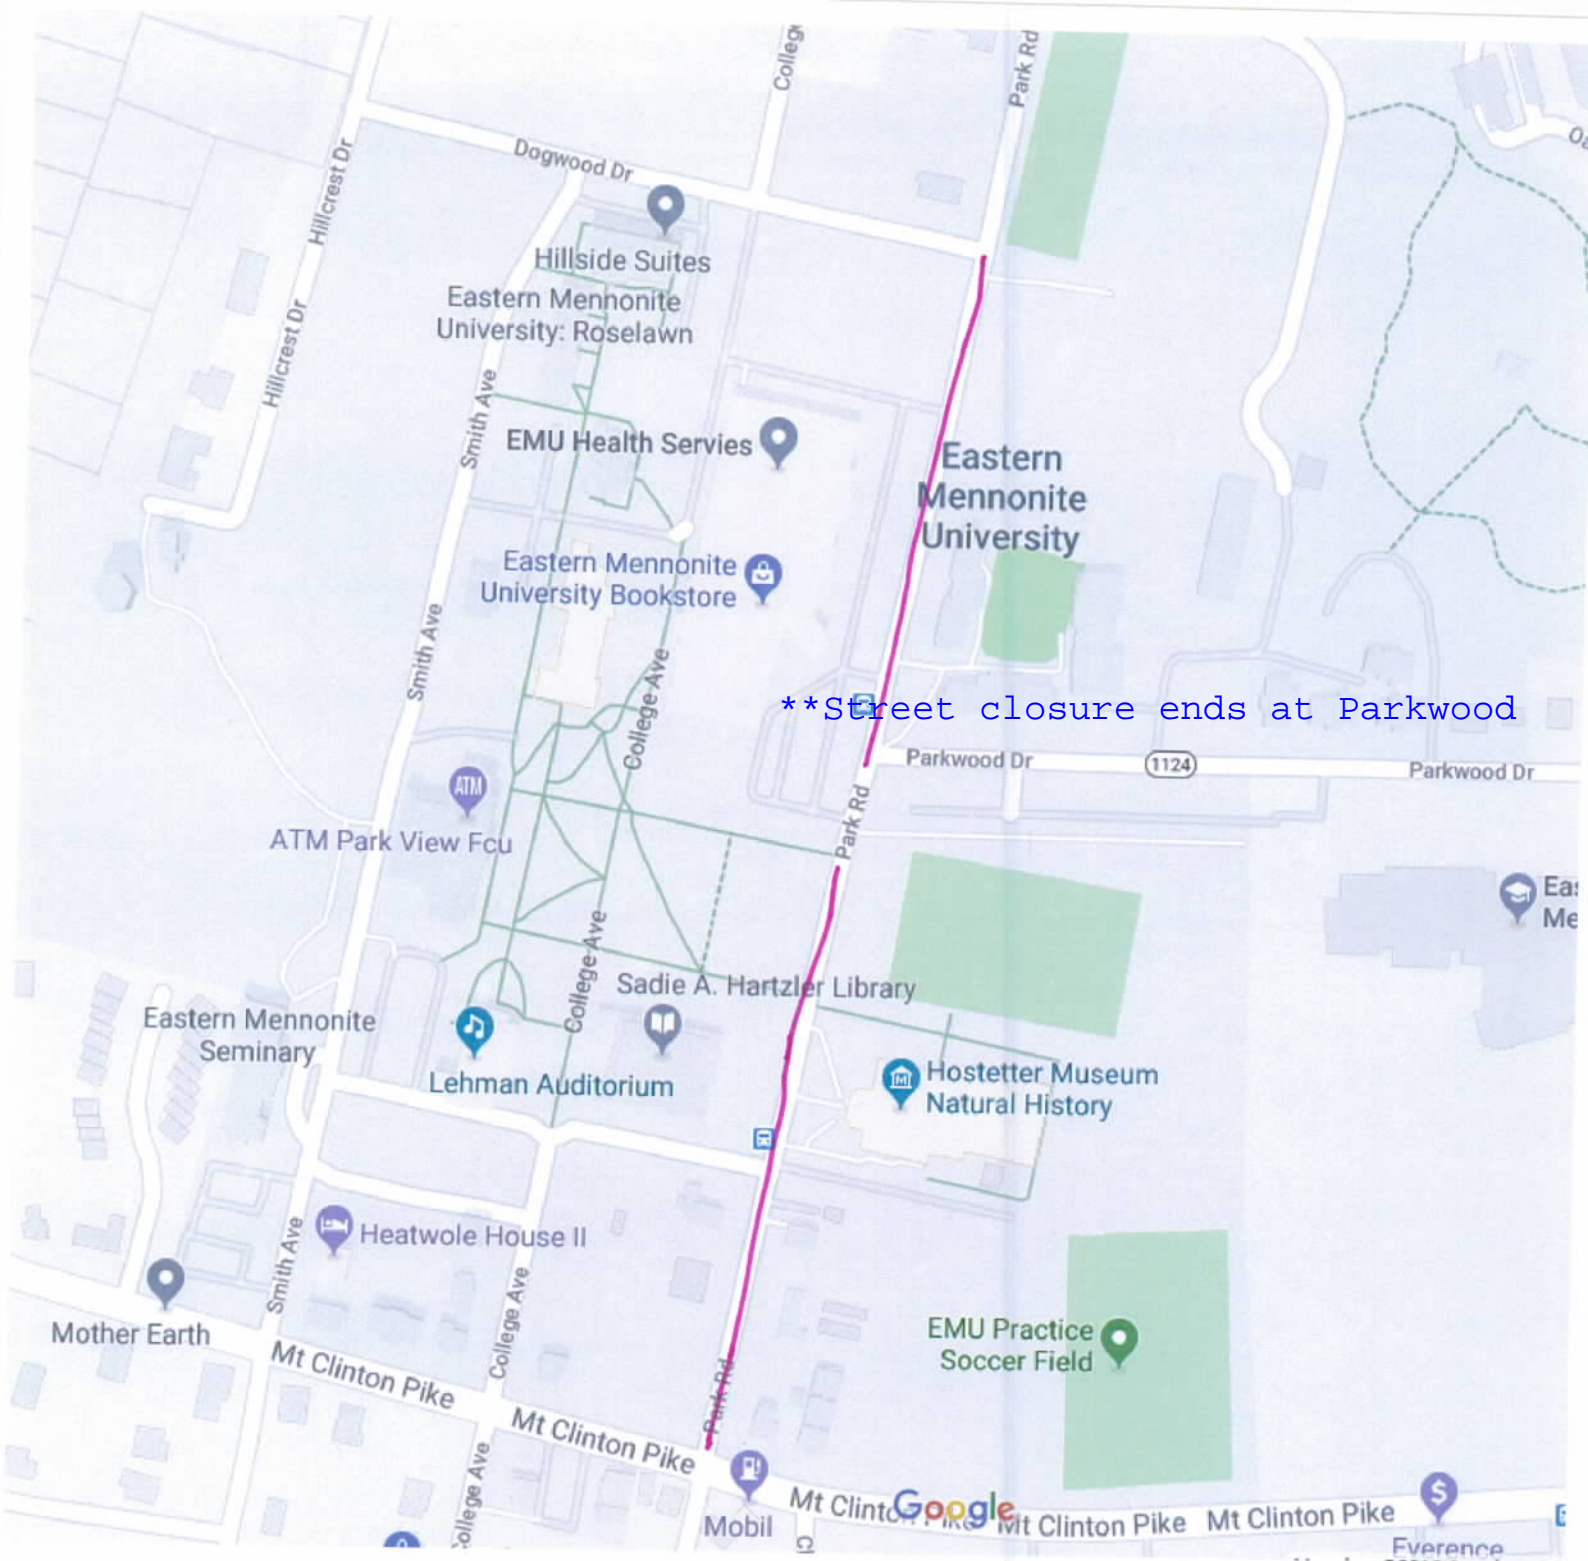 College
Park Rd
Dogwood Dr
Hillcrest Dr
Hillside Suites
Eastern Mennonite
University: Roselawn
Hillcrest Dr
Smith Ave
EMU Health Servies
Eastern
Mennonite
University
Eastern Mennonite
University Bookstore
Smith Ave
College Ave
**Street closure ends at Parkwood
Parkwood Dr
1124
Parkwood Dr
ATM
ATM Park View Fcu
Park Rd
Eas
Me
College Ave
Sadie A. Hartzler Library
Eastern Mennonite
Seminary
Lehman Auditorium
Hostetter Museum
Natural History
Heatwole House II
Smith Ave
College Ave
Mother Earth
EMU Practice
Soccer Field
Mt Clinton Pike
Park Rd
Mt Clinton Pike
College Ave
Mobil
Mt Clinton Pike
Google
Mt Clinton Pike
Mt Clinton Pike
Everence